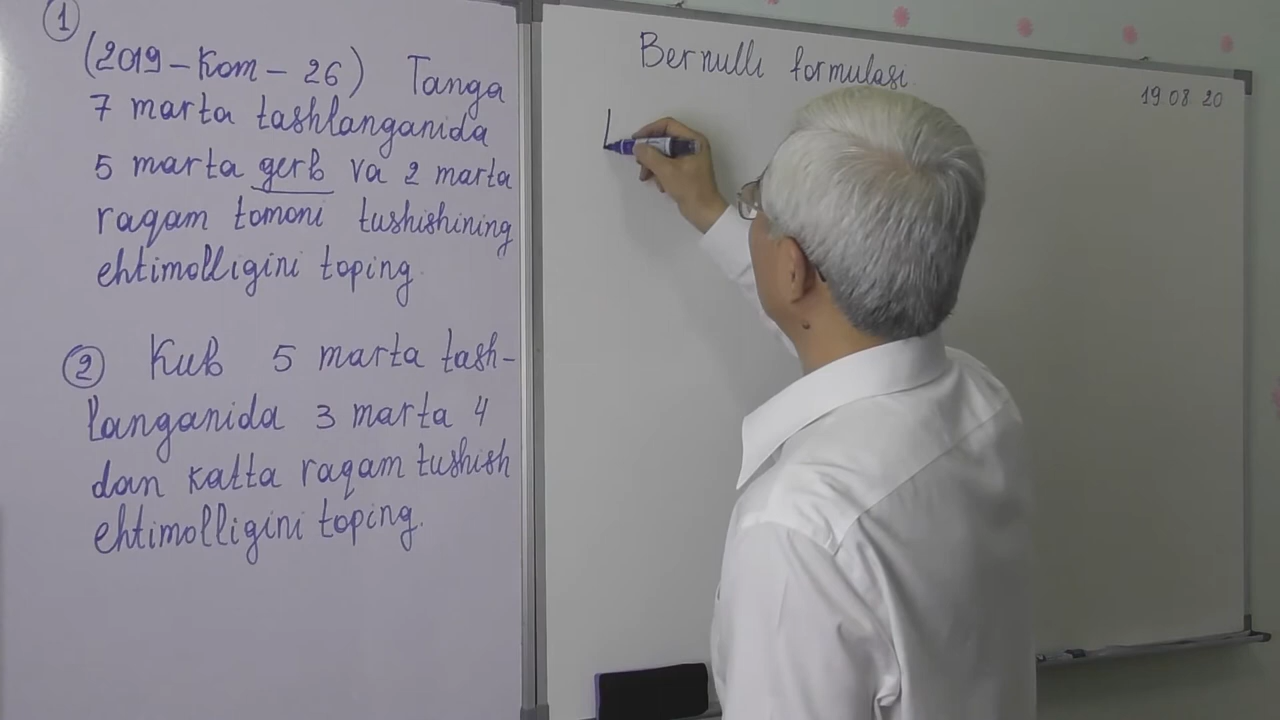 ①
(2019-Kom-26) Tanga
7 marta tashlanganida
5 marta gerb va 2 marta
raqam tomoni tushishining
ehtimolligini toping.
② Kub 5 marta tash-
langanida 3 marta 4
dan katta raqam tushish
ehtimolligini toping.
Bernulli formulasi.
19 08 20